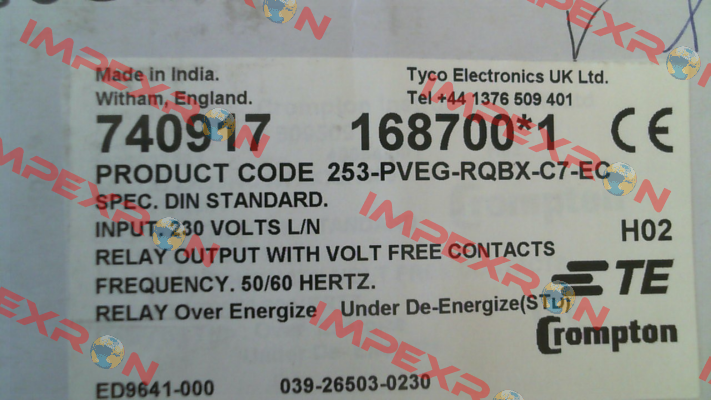 Made in India. Tyco Electronics UK Ltd.
Witham, England. Tel +44 1376 509 401
740917 168700*1 CE
PRODUCT CODE 253-PVEG-RQBX-C7-EC
SPEC. DIN STANDARD.
INPUT. 230 VOLTS L/N H02
RELAY OUTPUT WITH VOLT FREE CONTACTS
FREQUENCY. 50/60 HERTZ. TE
RELAY Over Energize Under De-Energize(STD)
Crompton
ED9641-000 039-26503-0230
IMPEXRON
IMPEXRON
IMPEXRON
IMPEXRON
IMPEXRON
IMPEXRON